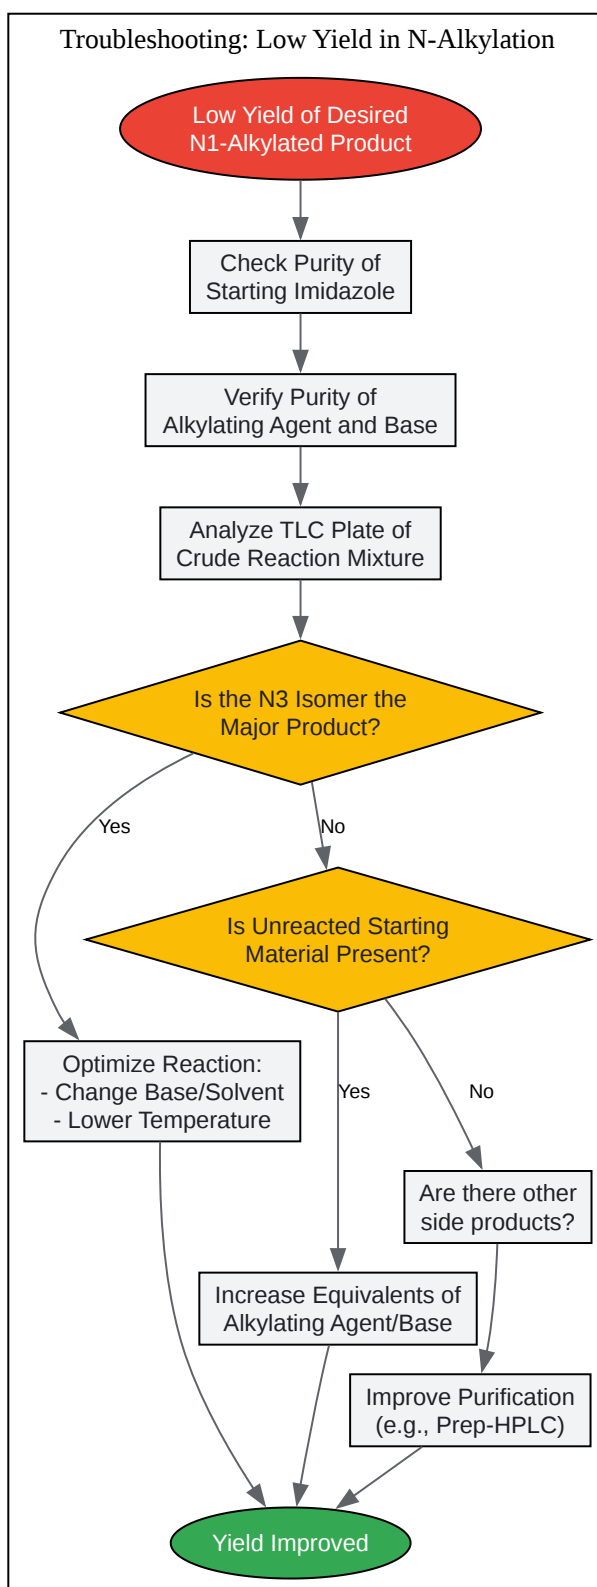 Troubleshooting: Low Yield in N-Alkylation
Low Yield of Desired
N1-Alkylated Product
Check Purity of
Starting Imidazole
Verify Purity of
Alkylating Agent and Base
Analyze TLC Plate of
Crude Reaction Mixture
Is the N3 Isomer the
Major Product?
Yes
No
Is Unreacted Starting
Material Present?
Optimize Reaction:
- Change Base/Solvent
- Lower Temperature
Yes
No
Are there other
side products?
Increase Equivalents of
Alkylating Agent/Base
Improve Purification
(e.g., Prep-HPLC)
Yield Improved